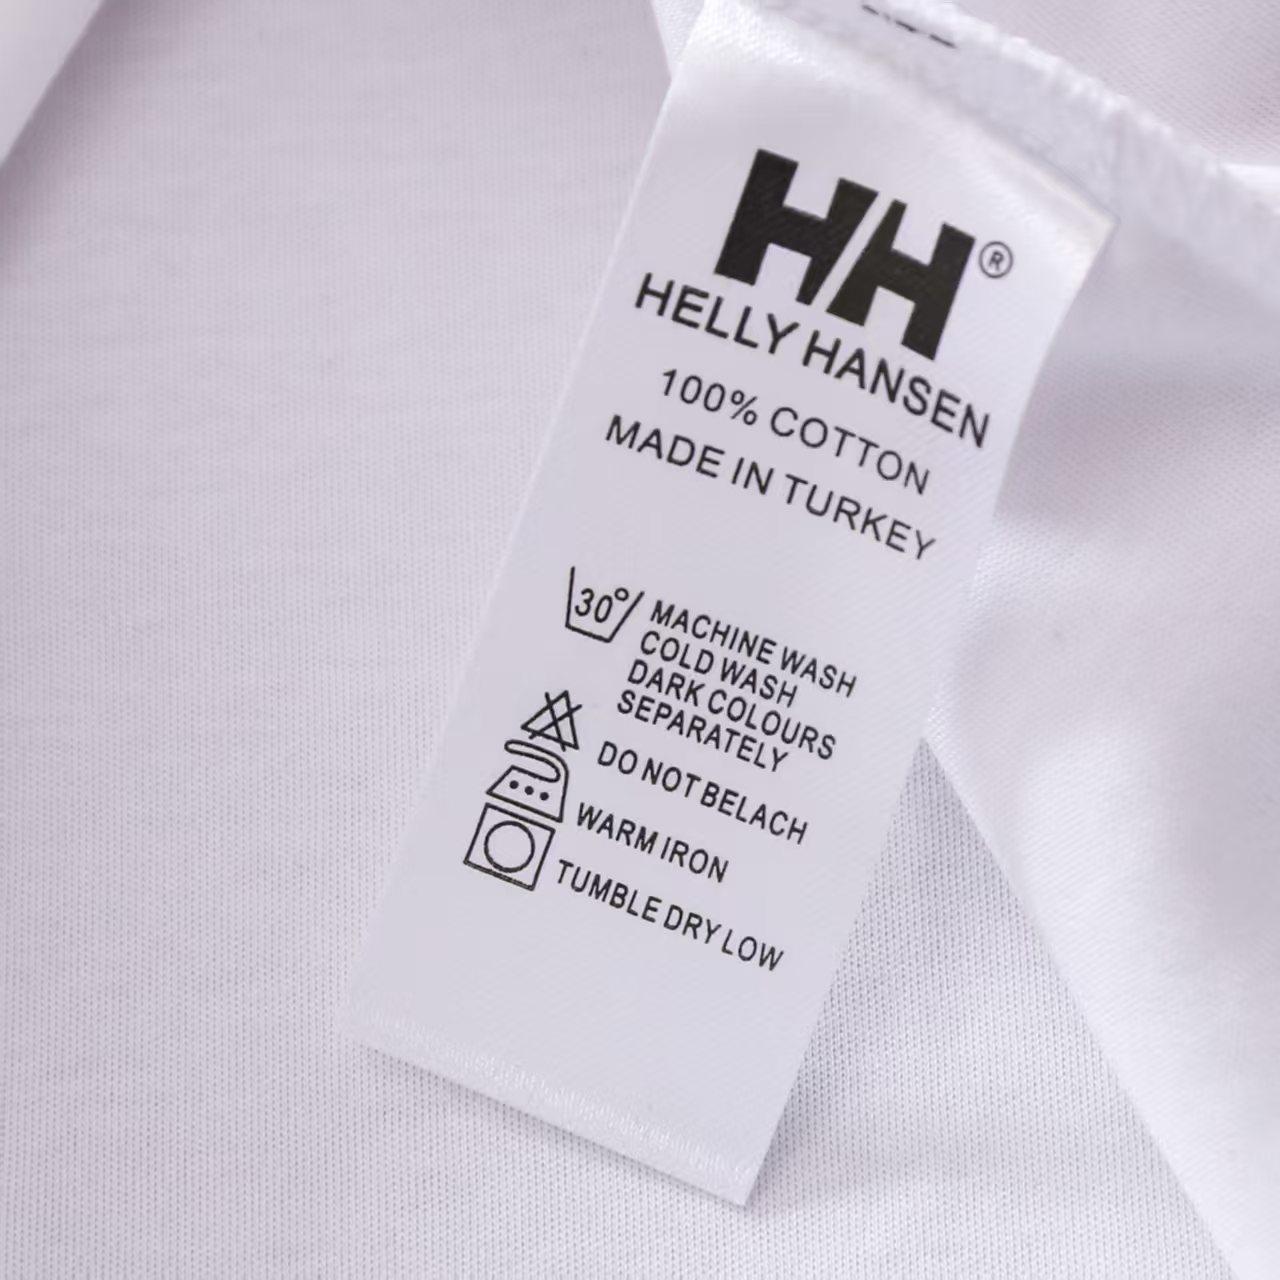 HH®
HELLY HANSEN
100% COTTON
MADE IN TURKEY
30° MACHINE WASH
COLD WASH
DARK COLOURS
SEPARATELY
DO NOT BELACH
WARM IRON
TUMBLE DRY LOW